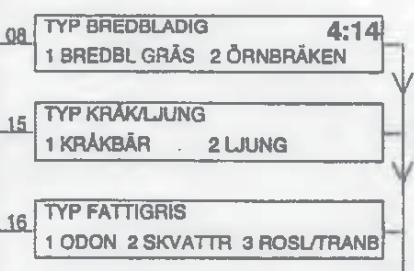 08 TYP BREDBLADIG 4:14
1 BREDBL GRÄS 2 ÖRNBRÄKEN
15 TYP KRÅK/LJUNG
1 KRÅKBÄR 2 LJUNG
16 TYP FATTIGRIS
1 ODON 2 SKVATTR 3 ROSL/TRANB